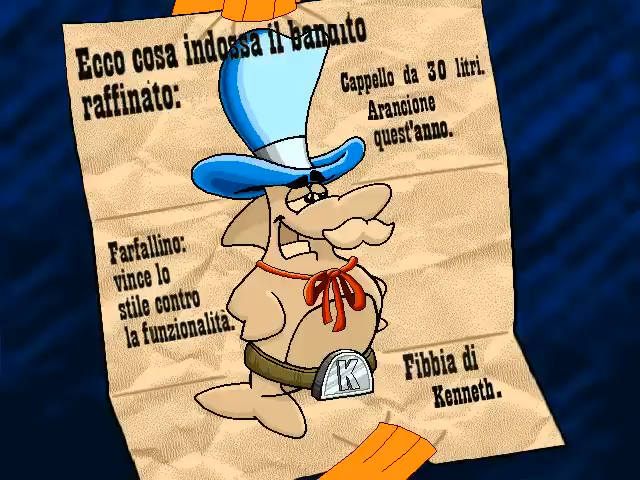 Ecco cosa indossa il bandito
raffinato:
Cappello da 30 litri.
Arancione
quest'anno.
Farfallino:
vince lo
stile contro
la funzionalità.
K
Fibbia di
Kenneth.